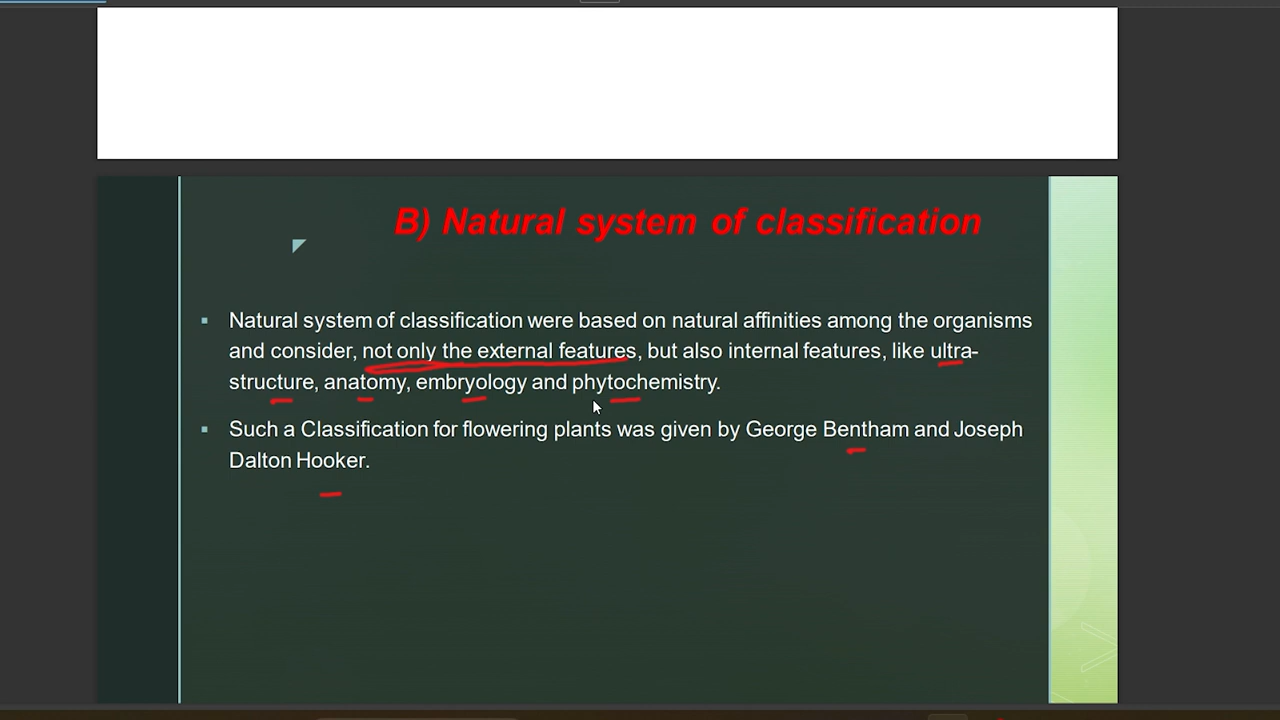 B) Natural system of classification
▪ Natural system of classification were based on natural affinities among the organisms
and consider, not only the external features, but also internal features, like ultra-
structure, anatomy, embryology and phytochemistry.
▪ Such a Classification for flowering plants was given by George Bentham and Joseph
Dalton Hooker.